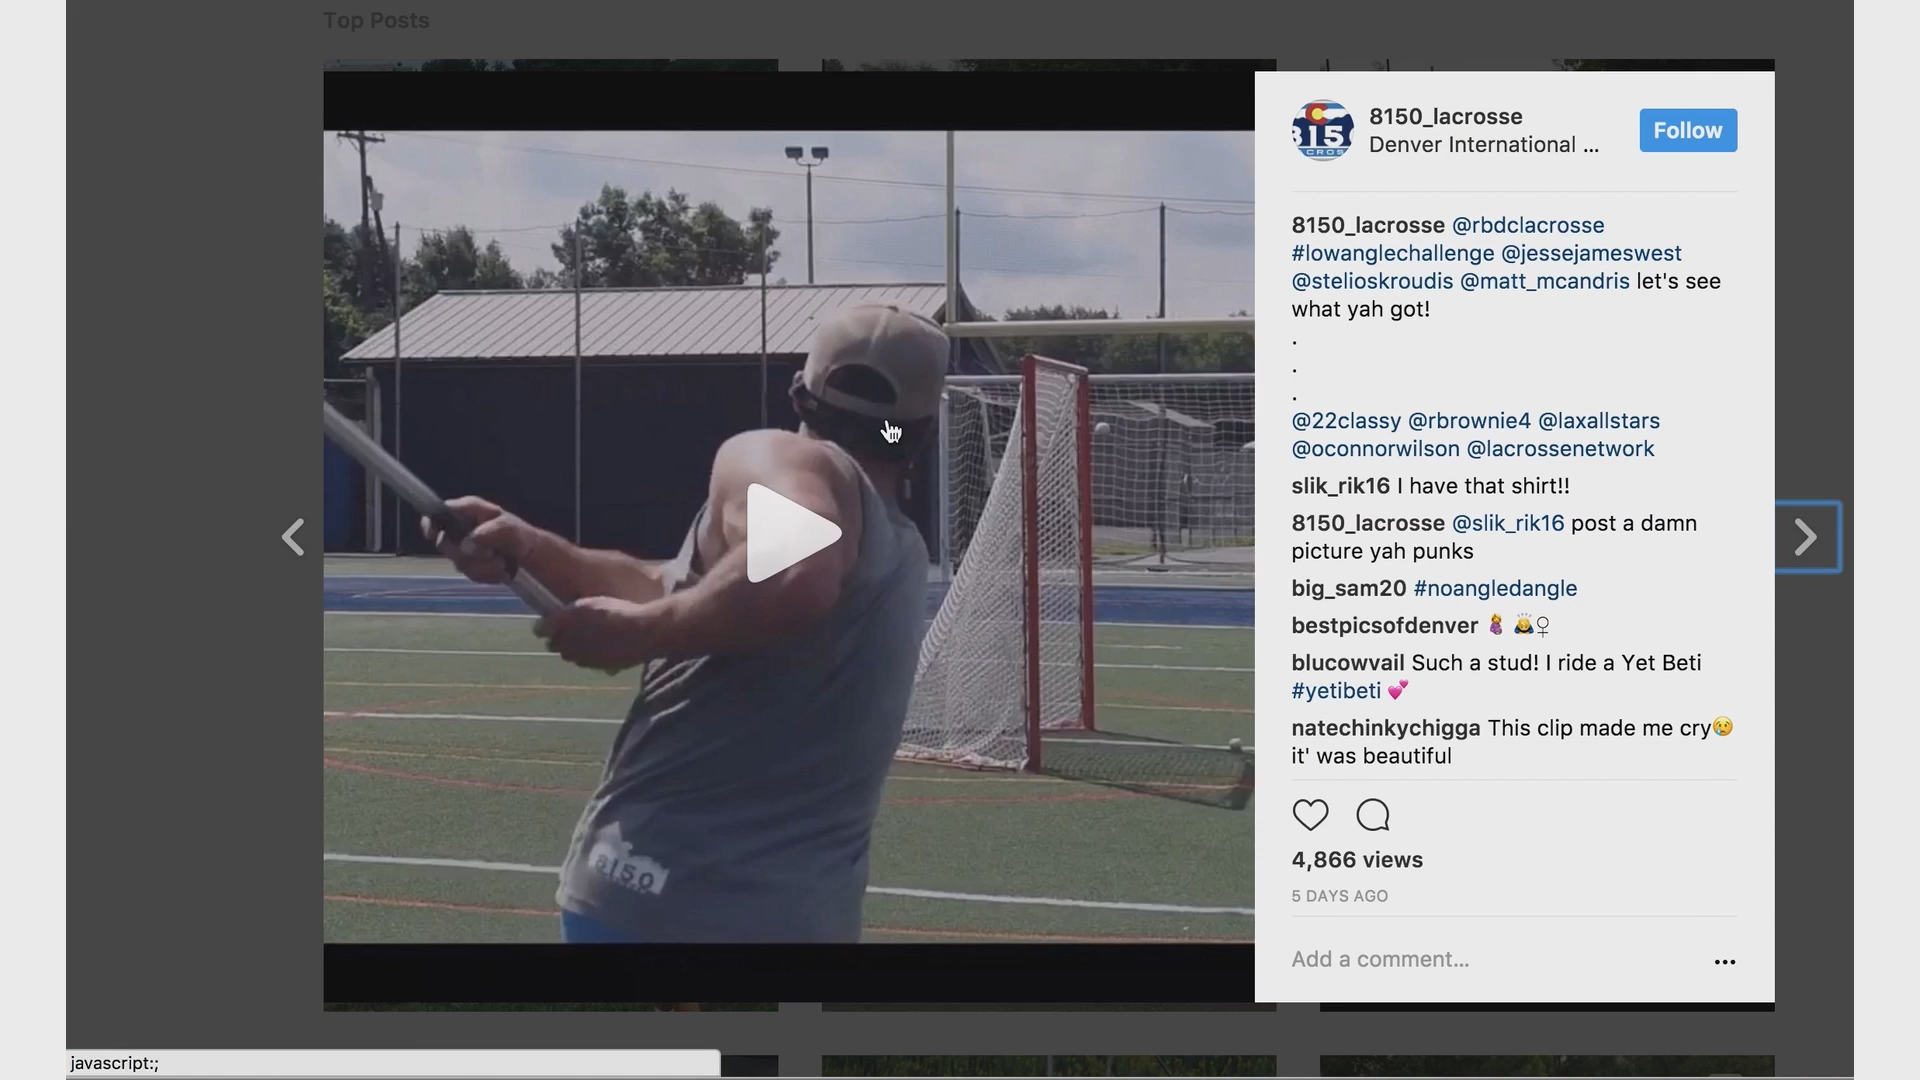 Top Posts
8150_lacrosse
Denver International ...
Follow
8150_lacrosse @rbdclacrosse
#lowanglechallenge @jessejameswest
@stelioskroudis @matt_mcandris let's see
what yah got!
.
.
.
@22classy @rbrownie4 @laxallstars
@oconnorwilson @lacrossenetwork
slik_rik16 I have that shirt!!
8150_lacrosse @slik_rik16 post a damn
picture yah punks
big_sam20 #noangledangle
bestpicsofdenver 🤰 🙇♀
blucowvail Such a stud! I ride a Yet Beti
#yetibeti 💕
natechinkychigga This clip made me cry😢
it' was beautiful
4,866 views
5 DAYS AGO
Add a comment...
8150
javascript:;